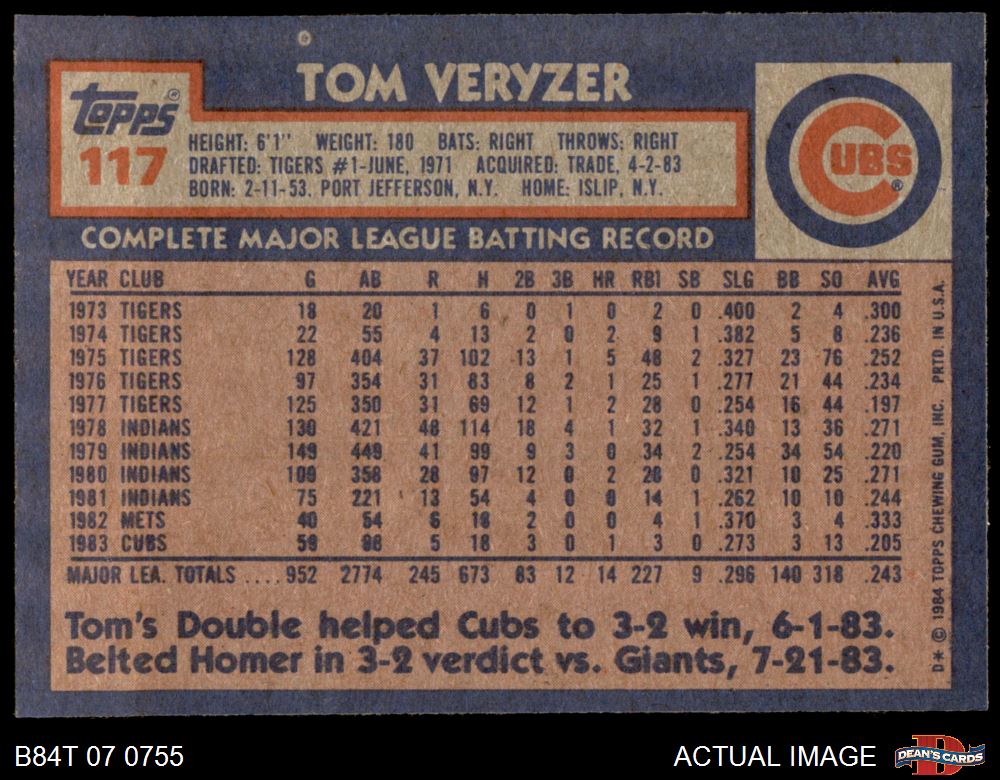 TOM VERYZER
TOPPS®
117
CUBS®
HEIGHT: 6'1" WEIGHT: 180 BATS: RIGHT THROWS: RIGHT
DRAFTED: TIGERS #1-JUNE, 1971 ACQUIRED: TRADE, 4-2-83
BORN: 2-11-53. PORT JEFFERSON, N.Y. HOME: ISLIP, N.Y.
COMPLETE MAJOR LEAGUE BATTING RECORD
YEAR CLUB G AB R H 2B 3B HR RBI SB SLG BB SO AVG
1973 TIGERS 18 20 1 6 0 1 0 2 0 .400 2 4 .300
1974 TIGERS 22 55 4 13 2 0 2 9 1 .382 5 8 .236
1975 TIGERS 128 404 37 102 13 1 5 48 2 .327 23 76 .252
1976 TIGERS 97 354 31 83 8 2 1 25 1 .277 21 44 .234
1977 TIGERS 125 350 31 69 12 1 2 28 0 .254 16 44 .197
1978 INDIANS 130 421 48 114 18 4 1 32 1 .340 13 36 .271
1979 INDIANS 149 449 41 99 9 3 0 34 2 .254 34 54 .220
1980 INDIANS 109 358 28 97 12 0 2 28 0 .321 10 25 .271
1981 INDIANS 75 221 13 54 4 0 0 14 1 .262 10 10 .244
1982 METS 40 54 6 18 2 0 0 4 1 .370 3 4 .333
1983 CUBS 59 88 5 18 3 0 1 3 0 .273 3 13 .205
MAJOR LEA. TOTALS .... 952 2774 245 673 83 12 14 227 9 .296 140 318 .243
Tom's Double helped Cubs to 3-2 win, 6-1-83.
Belted Homer in 3-2 verdict vs. Giants, 7-21-83.
D* © 1984 TOPPS CHEWING GUM, INC. PRTD. IN U.S.A.
B84T 07 0755
ACTUAL IMAGE
DEAN'S CARDS